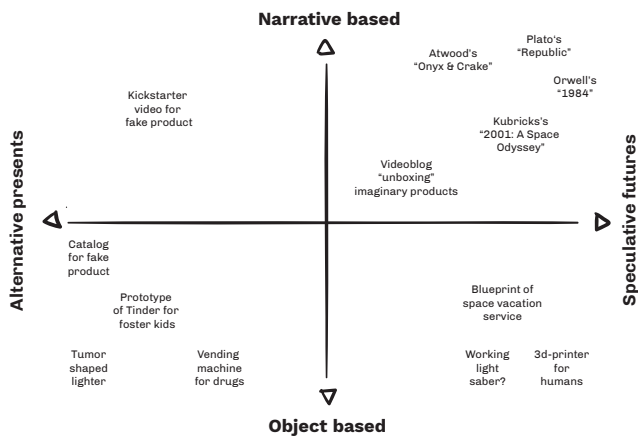 Narrative based
Plato's
"Republic"
Atwood's
"Onyx & Crake"
Orwell's
"1984"
Kickstarter
video for
fake product
Kubricks's
"2001: A Space
Odyssey"
Videoblog
"unboxing"
imaginary products
Alternative presents
Speculative futures
Catalog
for fake
product
Prototype
of Tinder for
foster kids
Blueprint of
space vacation
service
Tumor
shaped
lighter
Vending
machine
for drugs
Working
light
saber?
3d-printer
for
humans
Object based